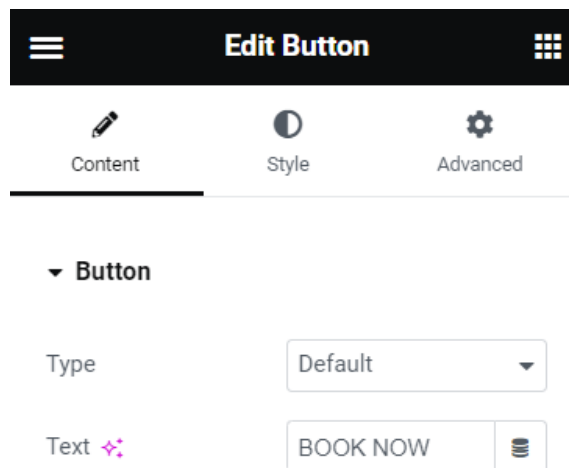 Edit Button
Content Style Advanced
Button
Type Default
Text BOOK NOW